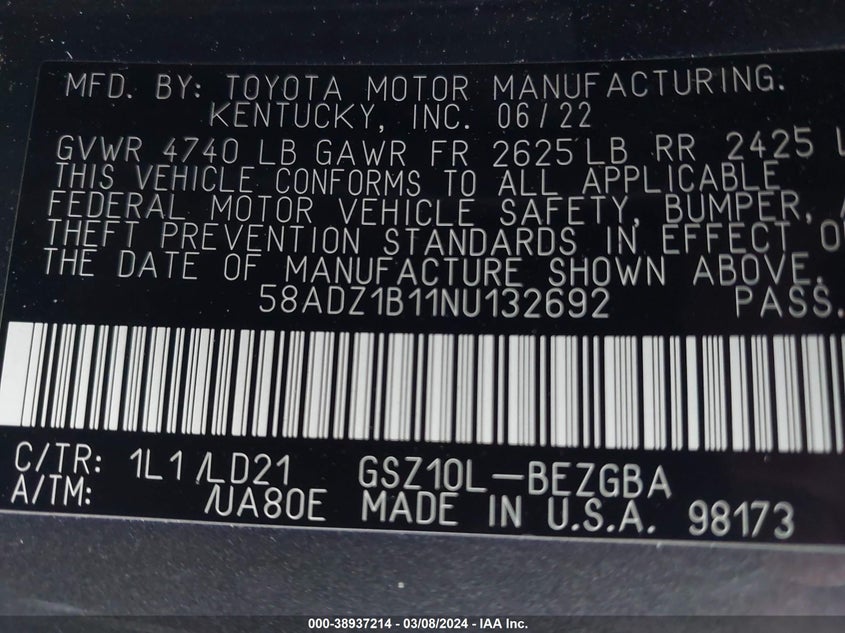 MFD. BY: TOYOTA MOTOR MANUFACTURING.
KENTUCKY, INC. 06/22
GVWR 4740 LB GAWR FR 2625 LB RR 2425
THIS VEHICLE CONFORMS TO ALL APPLICABLE
FEDERAL MOTOR VEHICLE SAFETY, BUMPER,
THEFT PREVENTION STANDARDS IN EFFECT
THE DATE OF MANUFACTURE SHOWN ABOVE.
58ADZ1B11NU132692 PASS.
C/TR: 1L1/LD21 GSZ10L-BEZGBA
A/TM: /UA80E MADE IN U.S.A. 98173
000-38937214 - 03/08/2024 - IAA Inc.